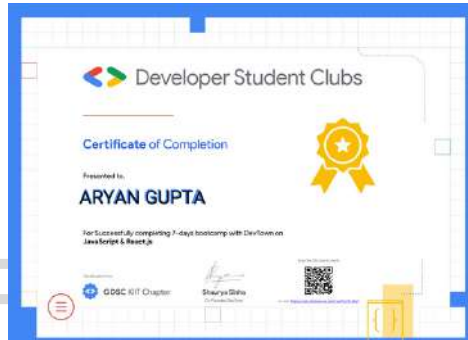 Developer Student Clubs
Certificate of Completion
Presented to,
ARYAN GUPTA
For Successfully completing 7-days bootcamp with DevTown on
JavaScript & React.js
GDSC KIIT Chapter
{ }